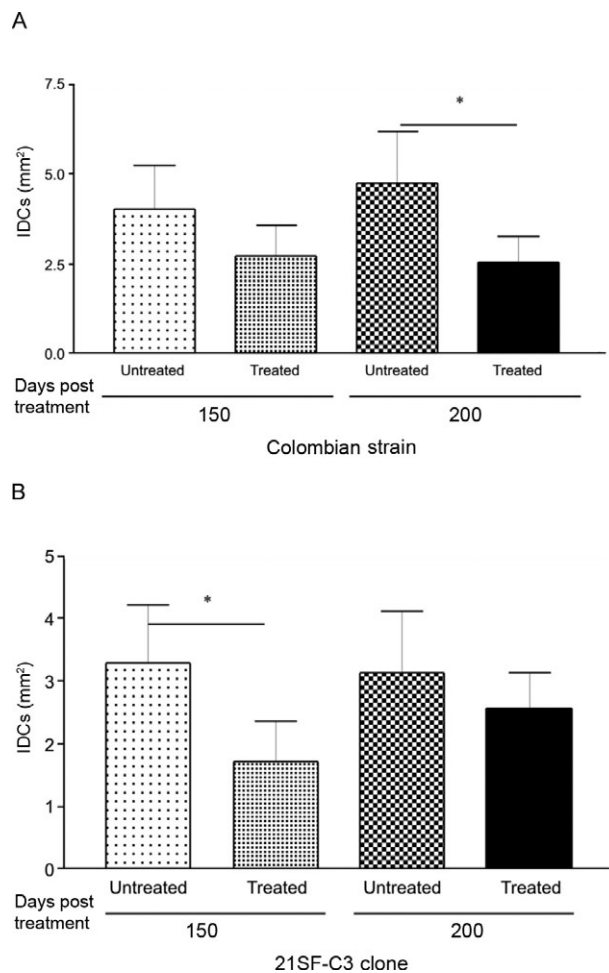 A
7.5
*
5.0
IDCs (mm²)
2.5
0.0
Untreated Treated Untreated Treated
Days post
treatment
150 200
Colombian strain
B
5
*
4
3
IDCs (mm²)
2
1
0
Untreated Treated Untreated Treated
Days post
treatment
150 200
21SF-C3 clone